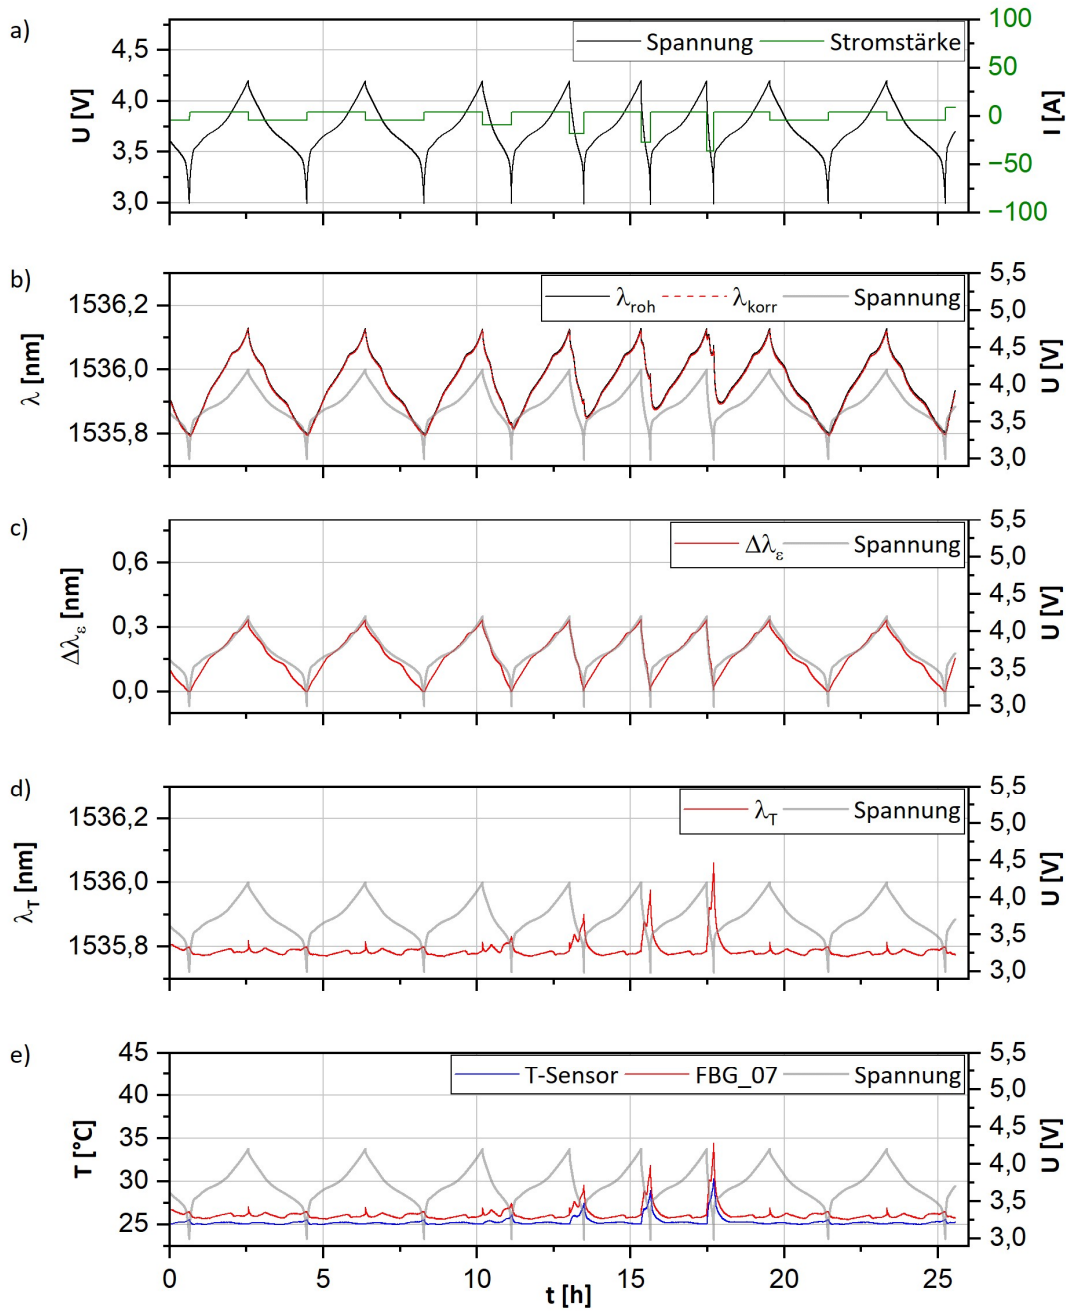 a)
Spannung Stromstärke
U [V]
4,5
4,0
3,5
3,0
100
50
0
−50
−100
I [A]
b)
λroh λkorr Spannung
λ [nm]
1536,2
1536,0
1535,8
5,5
5,0
4,5
4,0
3,5
3,0
U [V]
c)
Δλε Spannung
Δλε [nm]
0,6
0,3
0,0
5,5
5,0
4,5
4,0
3,5
3,0
U [V]
d)
λT Spannung
λT [nm]
1536,2
1536,0
1535,8
5,5
5,0
4,5
4,0
3,5
3,0
U [V]
e)
T-Sensor FBG_07 Spannung
T [°C]
45
40
35
30
25
5,5
5,0
4,5
4,0
3,5
3,0
U [V]
0 5 10 15 20 25
t [h]